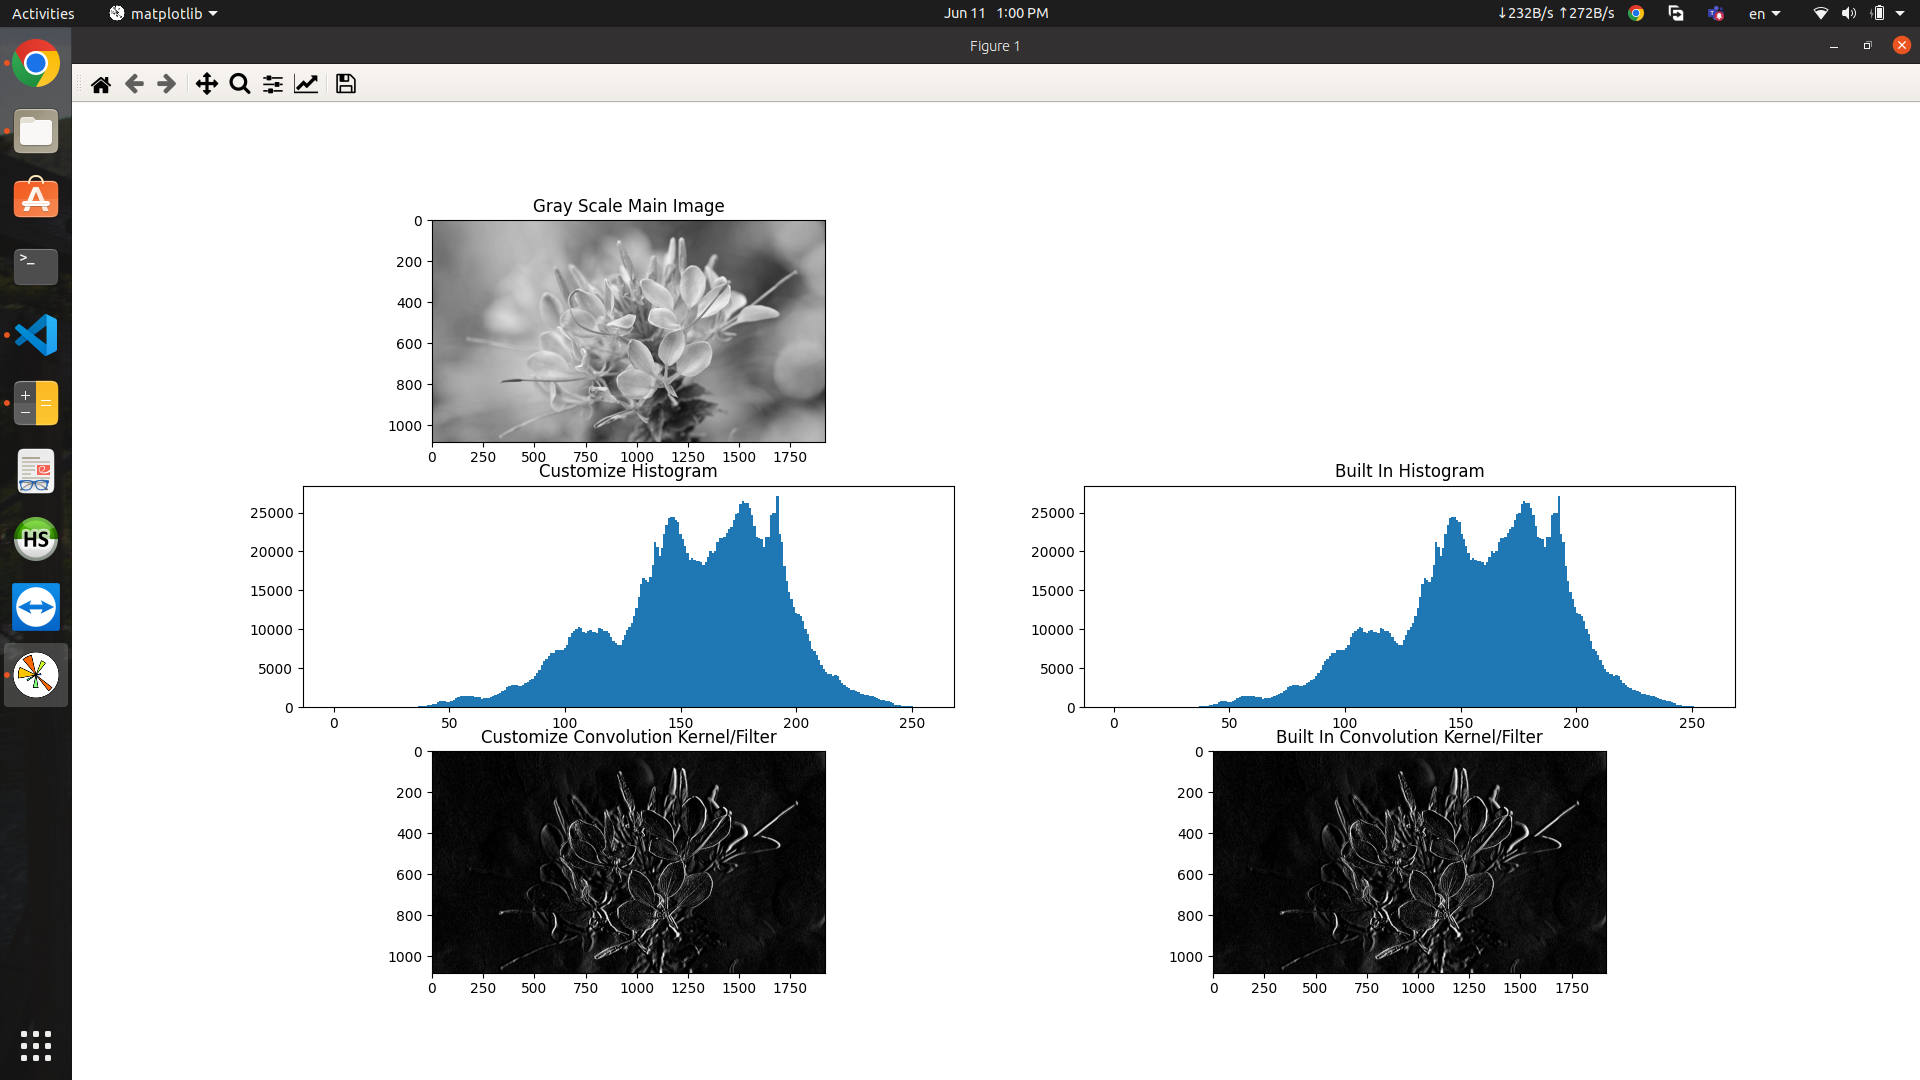 Activities
matplotlib
Jun 11 1:00 PM
↓232B/s ↑272B/s
en
Figure 1
>_
HS
Gray Scale Main Image
0
200
400
600
800
1000
0 250 500 750 1000 1250 1500 1750
Customize Histogram
25000
20000
15000
10000
5000
0
0 50 100 150 200 250
Built In Histogram
25000
20000
15000
10000
5000
0
0 50 100 150 200 250
Customize Convolution Kernel/Filter
0
200
400
600
800
1000
0 250 500 750 1000 1250 1500 1750
Built In Convolution Kernel/Filter
0
200
400
600
800
1000
0 250 500 750 1000 1250 1500 1750